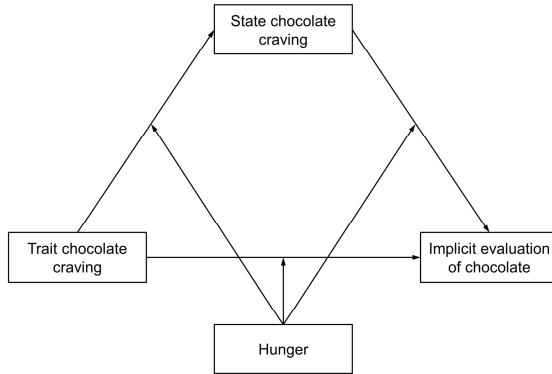 State chocolate
craving
Trait chocolate
craving
Implicit evaluation
of chocolate
Hunger